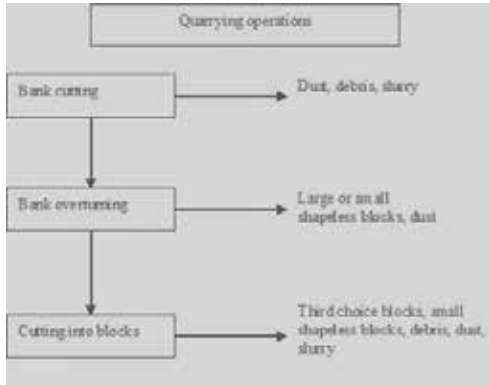 Quarrying operations
Bank cutting
Dust, debris, slurry
Bank overturning
Large or small
shapeless blocks, dust
Cutting into blocks
Third choice blocks, small
shapeless blocks, debris, dust,
slurry